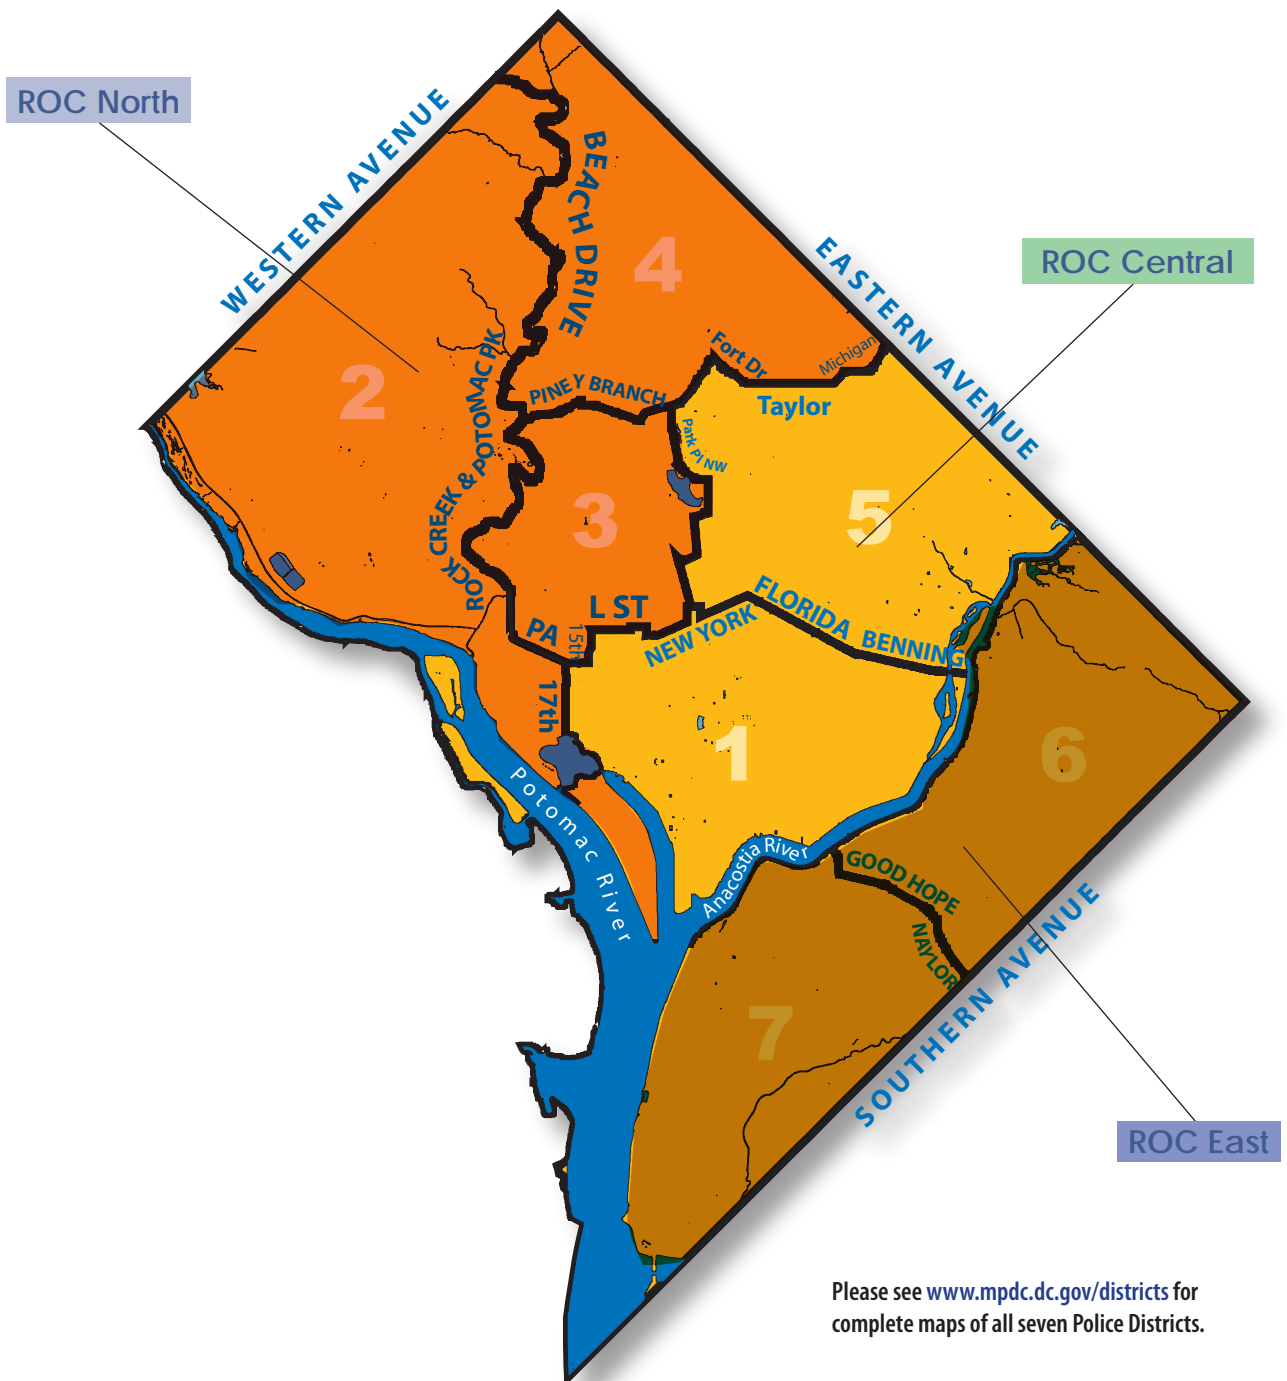 ROC North
WESTERN AVENUE
BEACH DRIVE
4
EASTERN AVENUE
ROC Central
2
ROCK CREEK & POTOMAC PK
PINEY BRANCH
Fort Dr
Michigan
Taylor
Park Pl NW
3
5
L ST
PA
15th
NEW YORK
FLORIDA
BENNING
17th
1
6
Potomac River
Anacostia River
GOOD HOPE
NAYLOR
7
SOUTHERN AVENUE
ROC East
Please see www.mpdc.dc.gov/districts for
complete maps of all seven Police Districts.